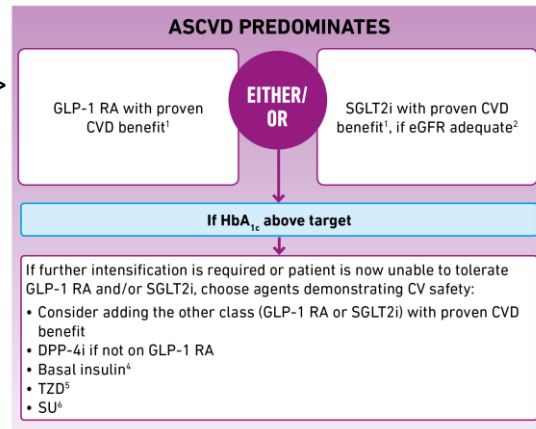 ASCVD PREDOMINATES
GLP-1 RA with proven
CVD benefit¹
EITHER/
OR
SGLT2i with proven CVD
benefit¹, if eGFR adequate²
If HbA₁c above target
If further intensification is required or patient is now unable to tolerate
GLP-1 RA and/or SGLT2i, choose agents demonstrating CV safety:
• Consider adding the other class (GLP-1 RA or SGLT2i) with proven CVD
benefit
• DPP-4i if not on GLP-1 RA
• Basal insulin⁴
• TZD⁵
• SU⁶